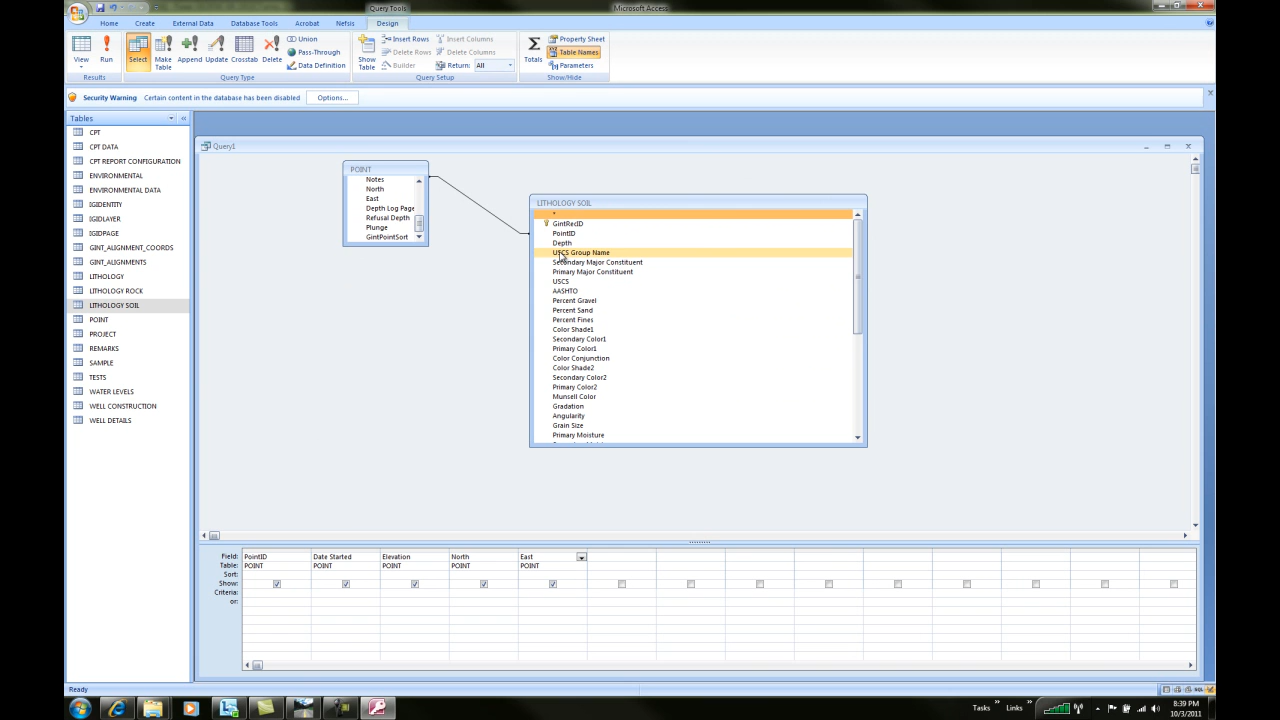 Query Tools
Microsoft Access
Home Create External Data Database Tools Acrobat Nefsis Design
View
Run
Results
Select
Make Table
Append
Update
Crosstab
Delete
Union
Pass-Through
Data Definition
Query Type
Show Table
Insert Rows
Delete Rows
Builder
Insert Columns
Delete Columns
Return: All
Query Setup
Totals
Property Sheet
Table Names
Parameters
Show/Hide
Security Warning Certain content in the database has been disabled Options...
Tables
CPT
CPT DATA
CPT REPORT CONFIGURATION
ENVIRONMENTAL
ENVIRONMENTAL DATA
IGIDENTITY
IGIDLAYER
IGIDPAGE
GINT_ALIGNMENT_COORDS
GINT_ALIGNMENTS
LITHOLOGY
LITHOLOGY ROCK
LITHOLOGY SOIL
POINT
PROJECT
REMARKS
SAMPLE
TESTS
WATER LEVELS
WELL CONSTRUCTION
WELL DETAILS
Query1
POINT
Notes
North
East
Depth Log Page
Refusal Depth
Plunge
GintPointSort
LITHOLOGY SOIL
*
GintRecID
PointID
Depth
USCS Group Name
Secondary Major Constituent
Primary Major Constituent
USCS
AASHTO
Percent Gravel
Percent Sand
Percent Fines
Color Shade1
Secondary Color1
Primary Color1
Color Conjunction
Color Shade2
Secondary Color2
Primary Color2
Munsell Color
Gradation
Angularity
Grain Size
Primary Moisture
Field: PointID Date Started Elevation North East
Table: POINT POINT POINT POINT POINT
Sort:
Show:
Criteria:
or:
Ready
SQL
Tasks Links
8:39 PM
10/3/2011